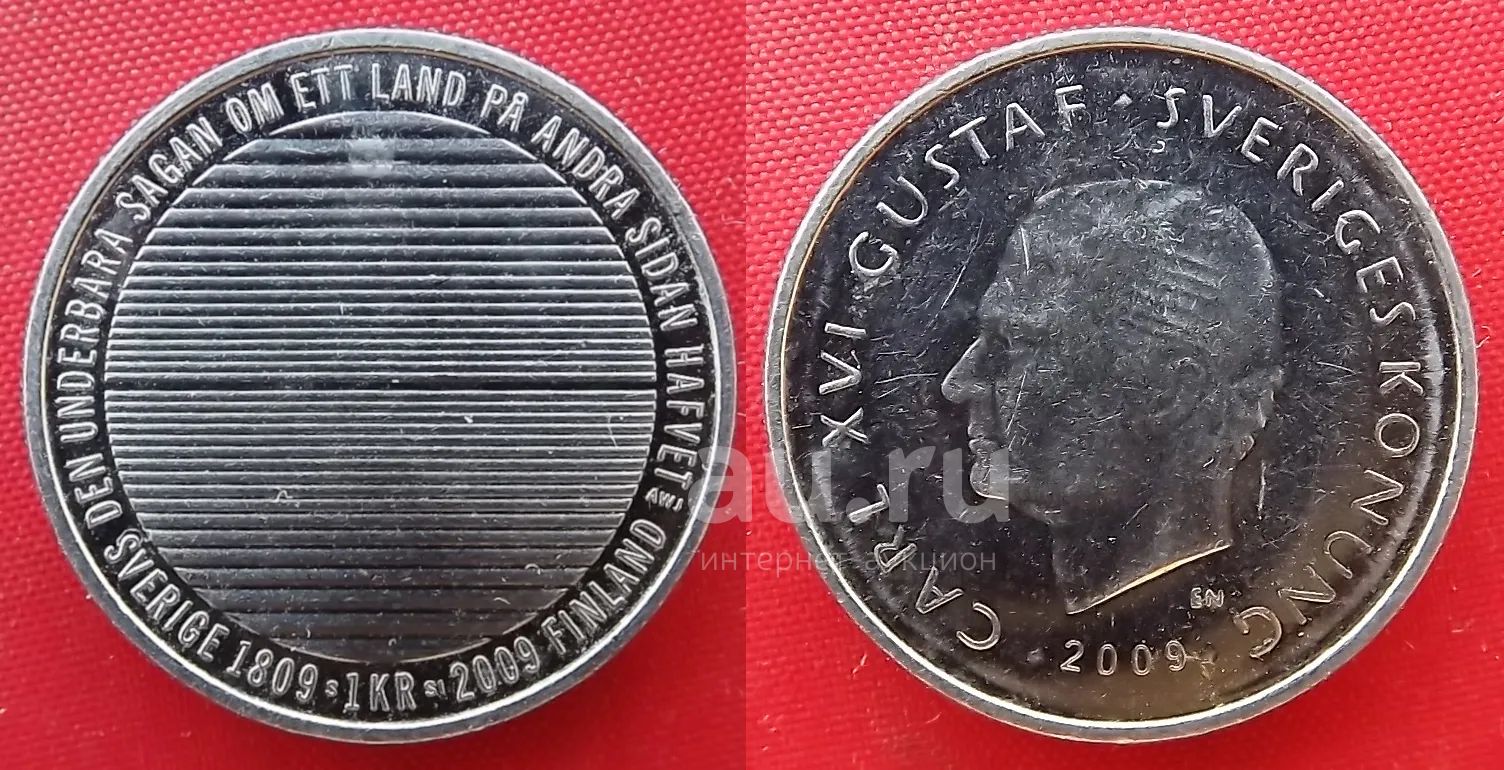 DEN UNDERBARA SAGAN OM ETT LAND PÅ ANDRA SIDAN HAFVET
AWJ
SVERIGE 1809 S 1 KR SI 2009 FINLAND
CARL XVI GUSTAF · SVERIGES KONUNG
EN
2009
au.ru
интернет аукцион